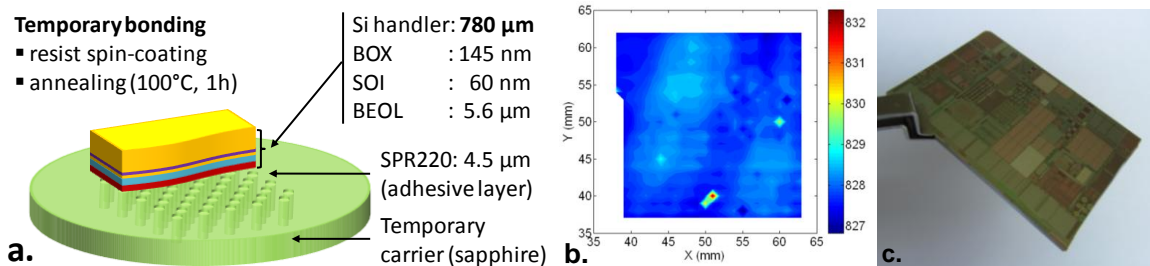 Temporary bonding
▪ resist spin-coating
▪ annealing (100°C, 1h)
Si handler: 780 µm
BOX : 145 nm
SOI : 60 nm
BEOL : 5.6 µm
SPR220: 4.5 µm
(adhesive layer)
Temporary
carrier (sapphire)
a.
65
60
55
50
45
40
35
Y (mm)
35 40 45 50 55 60 65
X (mm)
832
831
830
829
828
827
b.
c.